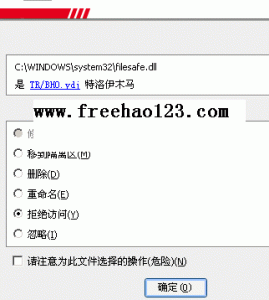 C:\WINDOWS\system32\filesafe.dll
是 TR/BHO.ydi 特洛伊木马
www.freehao123.com
移到隔离区(M)
删除(D)
重命名(E)
拒绝访问(Y)
忽略(I)
请注意为此文件选择的操作(危险)(N)
确定(O)